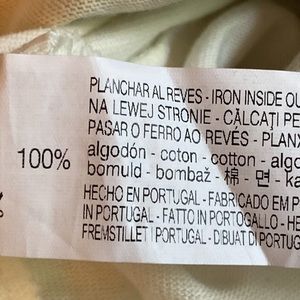 PLANCHAR AL REVES - IRON INSIDE OU
NA LEWEJ STRONIE - CĂLCAȚI PE
PASAR O FERRO AO REVÉS - PLANX
100%
algodón - coton - cotton - algo
bomuld - bombaž - 棉 - 면 - ka
HECHO EN PORTUGAL - FABRICADO EM P
IN PORTUGAL - FATTO IN PORTOGALLO - HE
FREMSTILLET I PORTUGAL - DIBUAT DI PORTUG